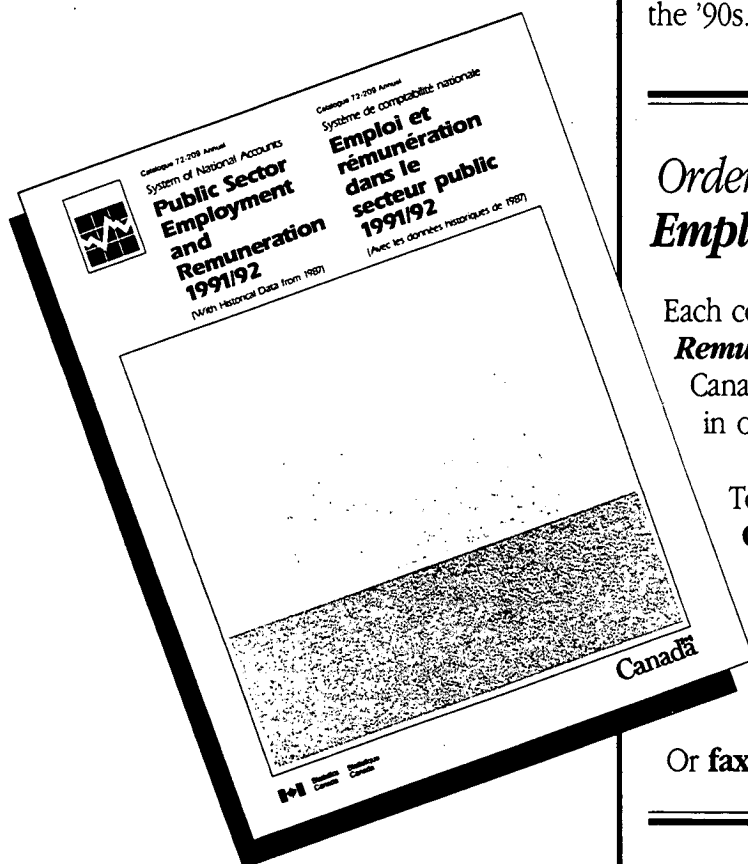 Catalogue 72-209 Annual
System of National Accounts
Public Sector
Employment
and
Remuneration
1991/92
[With Historical Data from 1987]
Catalogue 72-209 Annual
Système de comptabilité nationale
Emploi et
rémunération
dans le
secteur public
1991/92
[Avec les données historiques de 1987]
Canada
Statistics Canada
Statistique Canada
the '90s.
Order
Empl
Each co
Remu
Cana
in o
To
Or fax